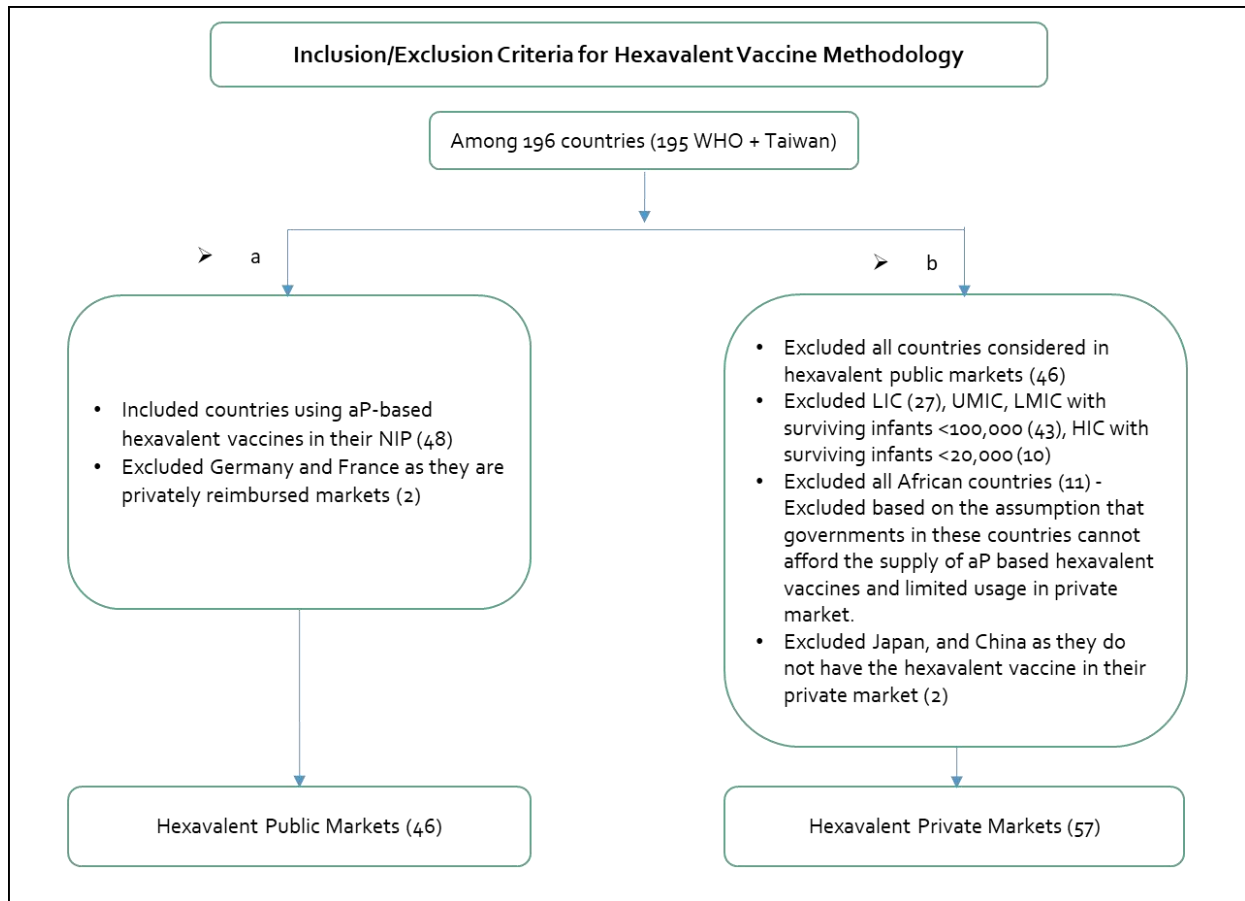 Inclusion/Exclusion Criteria for Hexavalent Vaccine Methodology
Among 196 countries (195 WHO + Taiwan)
➢ a
➢ b
• Included countries using aP-based
hexavalent vaccines in their NIP (48)
• Excluded Germany and France as they are
privately reimbursed markets (2)
• Excluded all countries considered in
hexavalent public markets (46)
• Excluded LIC (27), UMIC, LMIC with
surviving infants <100,000 (43), HIC with
surviving infants <20,000 (10)
• Excluded all African countries (11) -
Excluded based on the assumption that
governments in these countries cannot
afford the supply of aP based hexavalent
vaccines and limited usage in private
market.
• Excluded Japan, and China as they do
not have the hexavalent vaccine in their
private market (2)
Hexavalent Public Markets (46)
Hexavalent Private Markets (57)